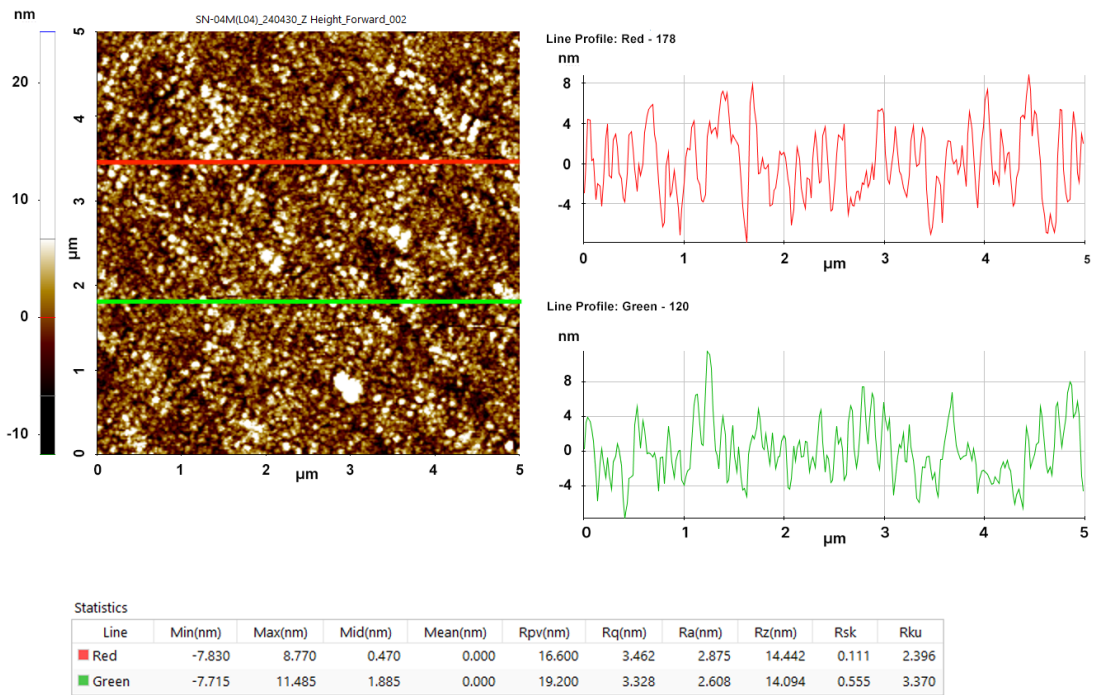 SN-04M(L04)_240430_Z Height_Forward_002
nm
20
10
0
-10
5
4
3
µm
2
1
0
0 1 2 3 4 5
µm
Line Profile: Red - 178
nm
8
4
0
-4
0 1 2 3 4 5
µm
Line Profile: Green - 120
nm
8
4
0
-4
0 1 2 3 4 5
µm
Statistics
Line Min(nm) Max(nm) Mid(nm) Mean(nm) Rpv(nm) Rq(nm) Ra(nm) Rz(nm) Rsk Rku
Red -7.830 8.770 0.470 0.000 16.600 3.462 2.875 14.442 0.111 2.396
Green -7.715 11.485 1.885 0.000 19.200 3.328 2.608 14.094 0.555 3.370